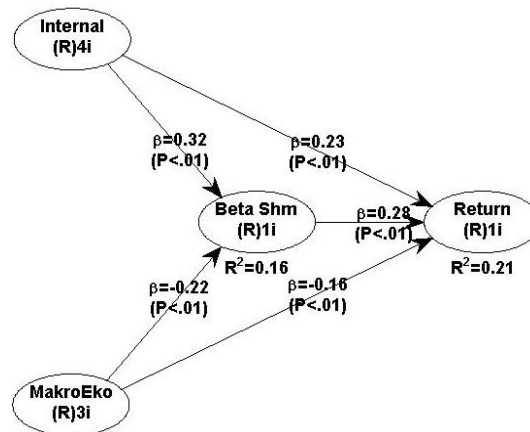 Internal
(R)4i
β=0.32
(P<.01)
β=0.23
(P<.01)
Beta Shm
(R)1i
R²=0.16
β=0.28
(P<.01)
Return
(R)1i
R²=0.21
β=-0.22
(P<.01)
β=-0.16
(P<.01)
MakroEko
(R)3i